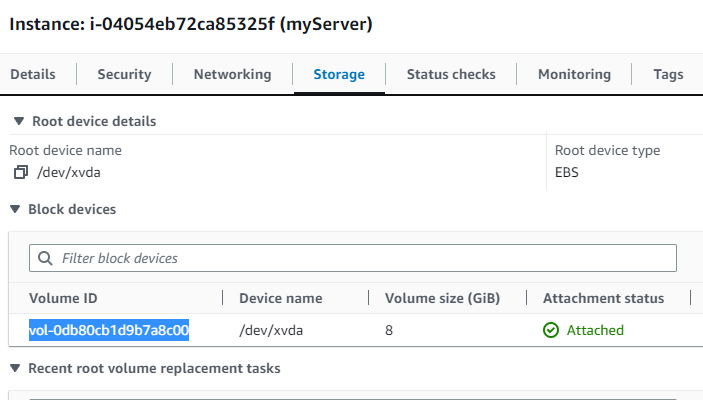 Instance: i-04054eb72ca85325f (myServer)
Details Security Networking Storage Status checks Monitoring Tags
Root device details
Root device name Root device type
/dev/xvda EBS
Block devices
Filter block devices
Volume ID Device name Volume size (GiB) Attachment status
vol-0db80cb1d9b7a8c00 /dev/xvda 8 Attached
Recent root volume replacement tasks